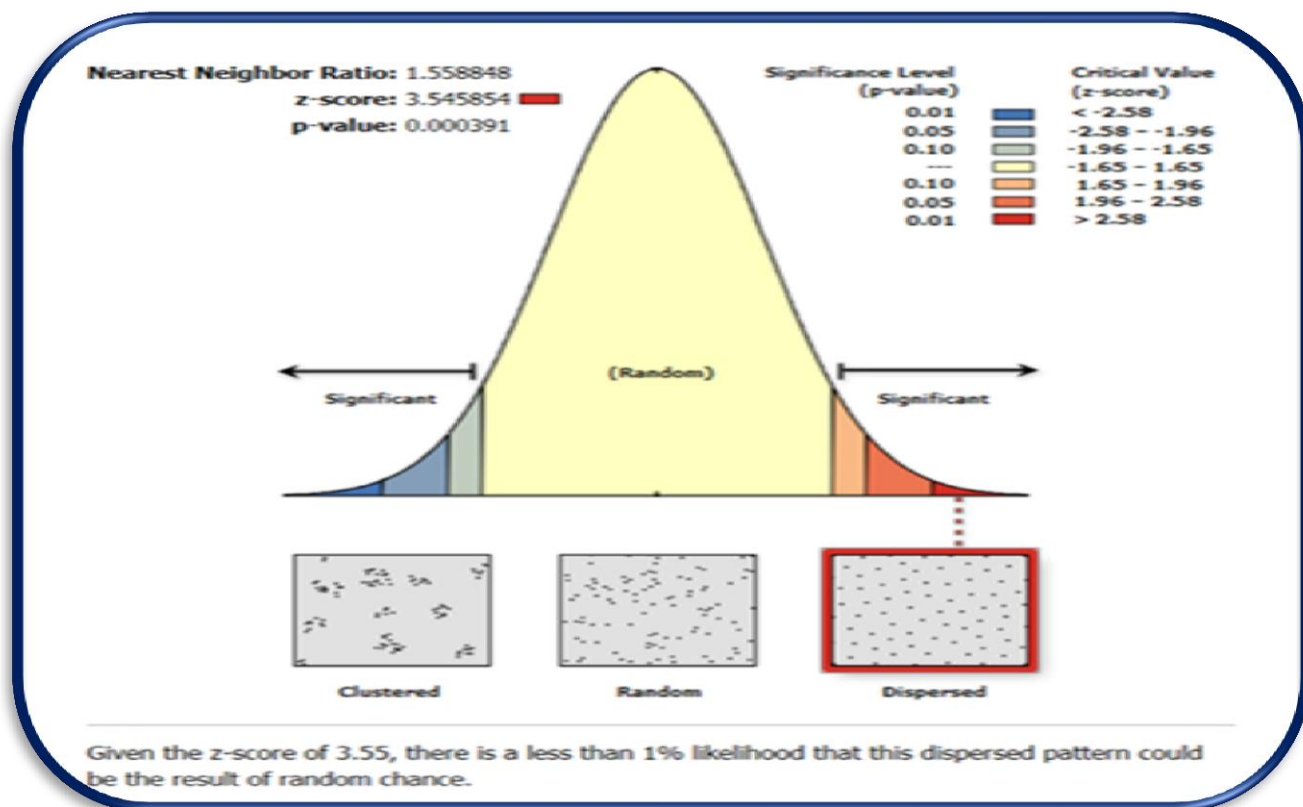 Nearest Neighbor Ratio: 1.558848
z-score: 3.545854
p-value: 0.000391
Significance Level Critical Value
(p-value) (z-score)
0.01 < -2.58
0.05 -2.58 - -1.96
0.10 -1.96 - -1.65
--- -1.65 - 1.65
0.10 1.65 - 1.96
0.05 1.96 - 2.58
0.01 > 2.58
(Random)
Significant Significant
Clustered Random Dispersed
Given the z-score of 3.55, there is a less than 1% likelihood that this dispersed pattern could
be the result of random chance.